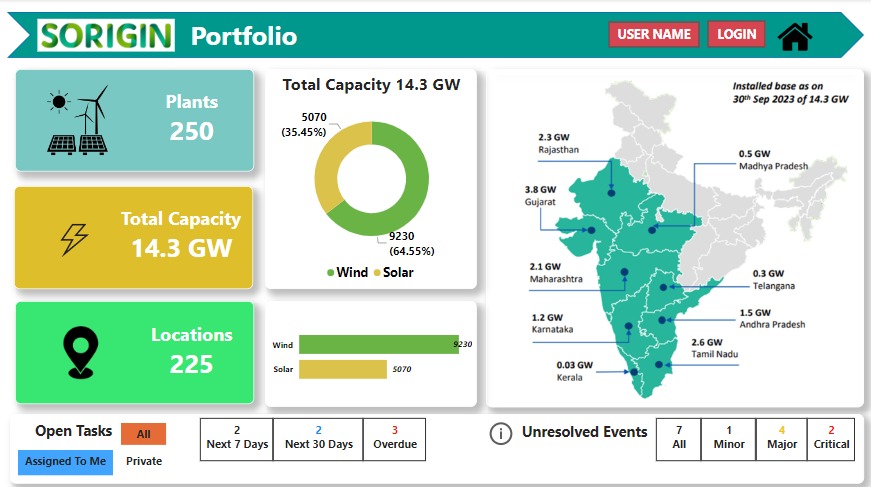 SORIGIN Portfolio
USER NAME
LOGIN
Plants
250
Total Capacity
14.3 GW
Locations
225
Total Capacity 14.3 GW
5070
(35.45%)
9230
(64.55%)
Wind Solar
Wind 9230
Solar 5070
Installed base as on
30th Sep 2023 of 14.3 GW
2.3 GW
Rajasthan
0.5 GW
Madhya Pradesh
3.8 GW
Gujarat
2.1 GW
Maharashtra
0.3 GW
Telangana
1.2 GW
Karnataka
1.5 GW
Andhra Pradesh
2.6 GW
Tamil Nadu
0.03 GW
Kerala
Open Tasks
All
Assigned To Me
Private
2
Next 7 Days
2
Next 30 Days
3
Overdue
i
Unresolved Events
7
All
1
Minor
4
Major
2
Critical